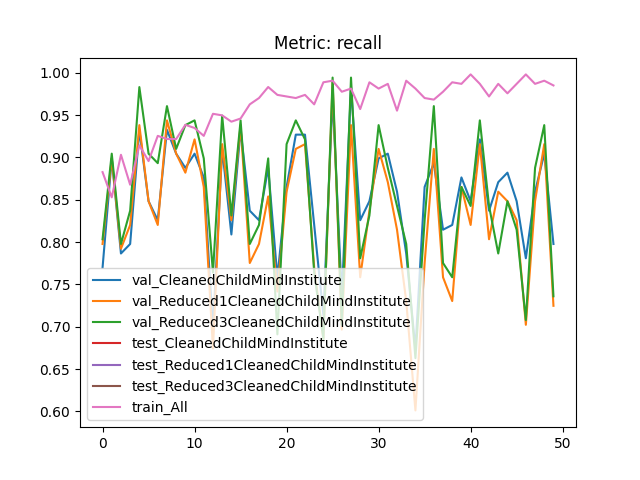 Metric: recall
1.00
0.95
0.90
0.85
0.80
0.75
0.70
0.65
0.60
val_CleanedChildMindInstitute
val_Reduced1CleanedChildMindInstitute
val_Reduced3CleanedChildMindInstitute
test_CleanedChildMindInstitute
test_Reduced1CleanedChildMindInstitute
test_Reduced3CleanedChildMindInstitute
train_All
0 10 20 30 40 50